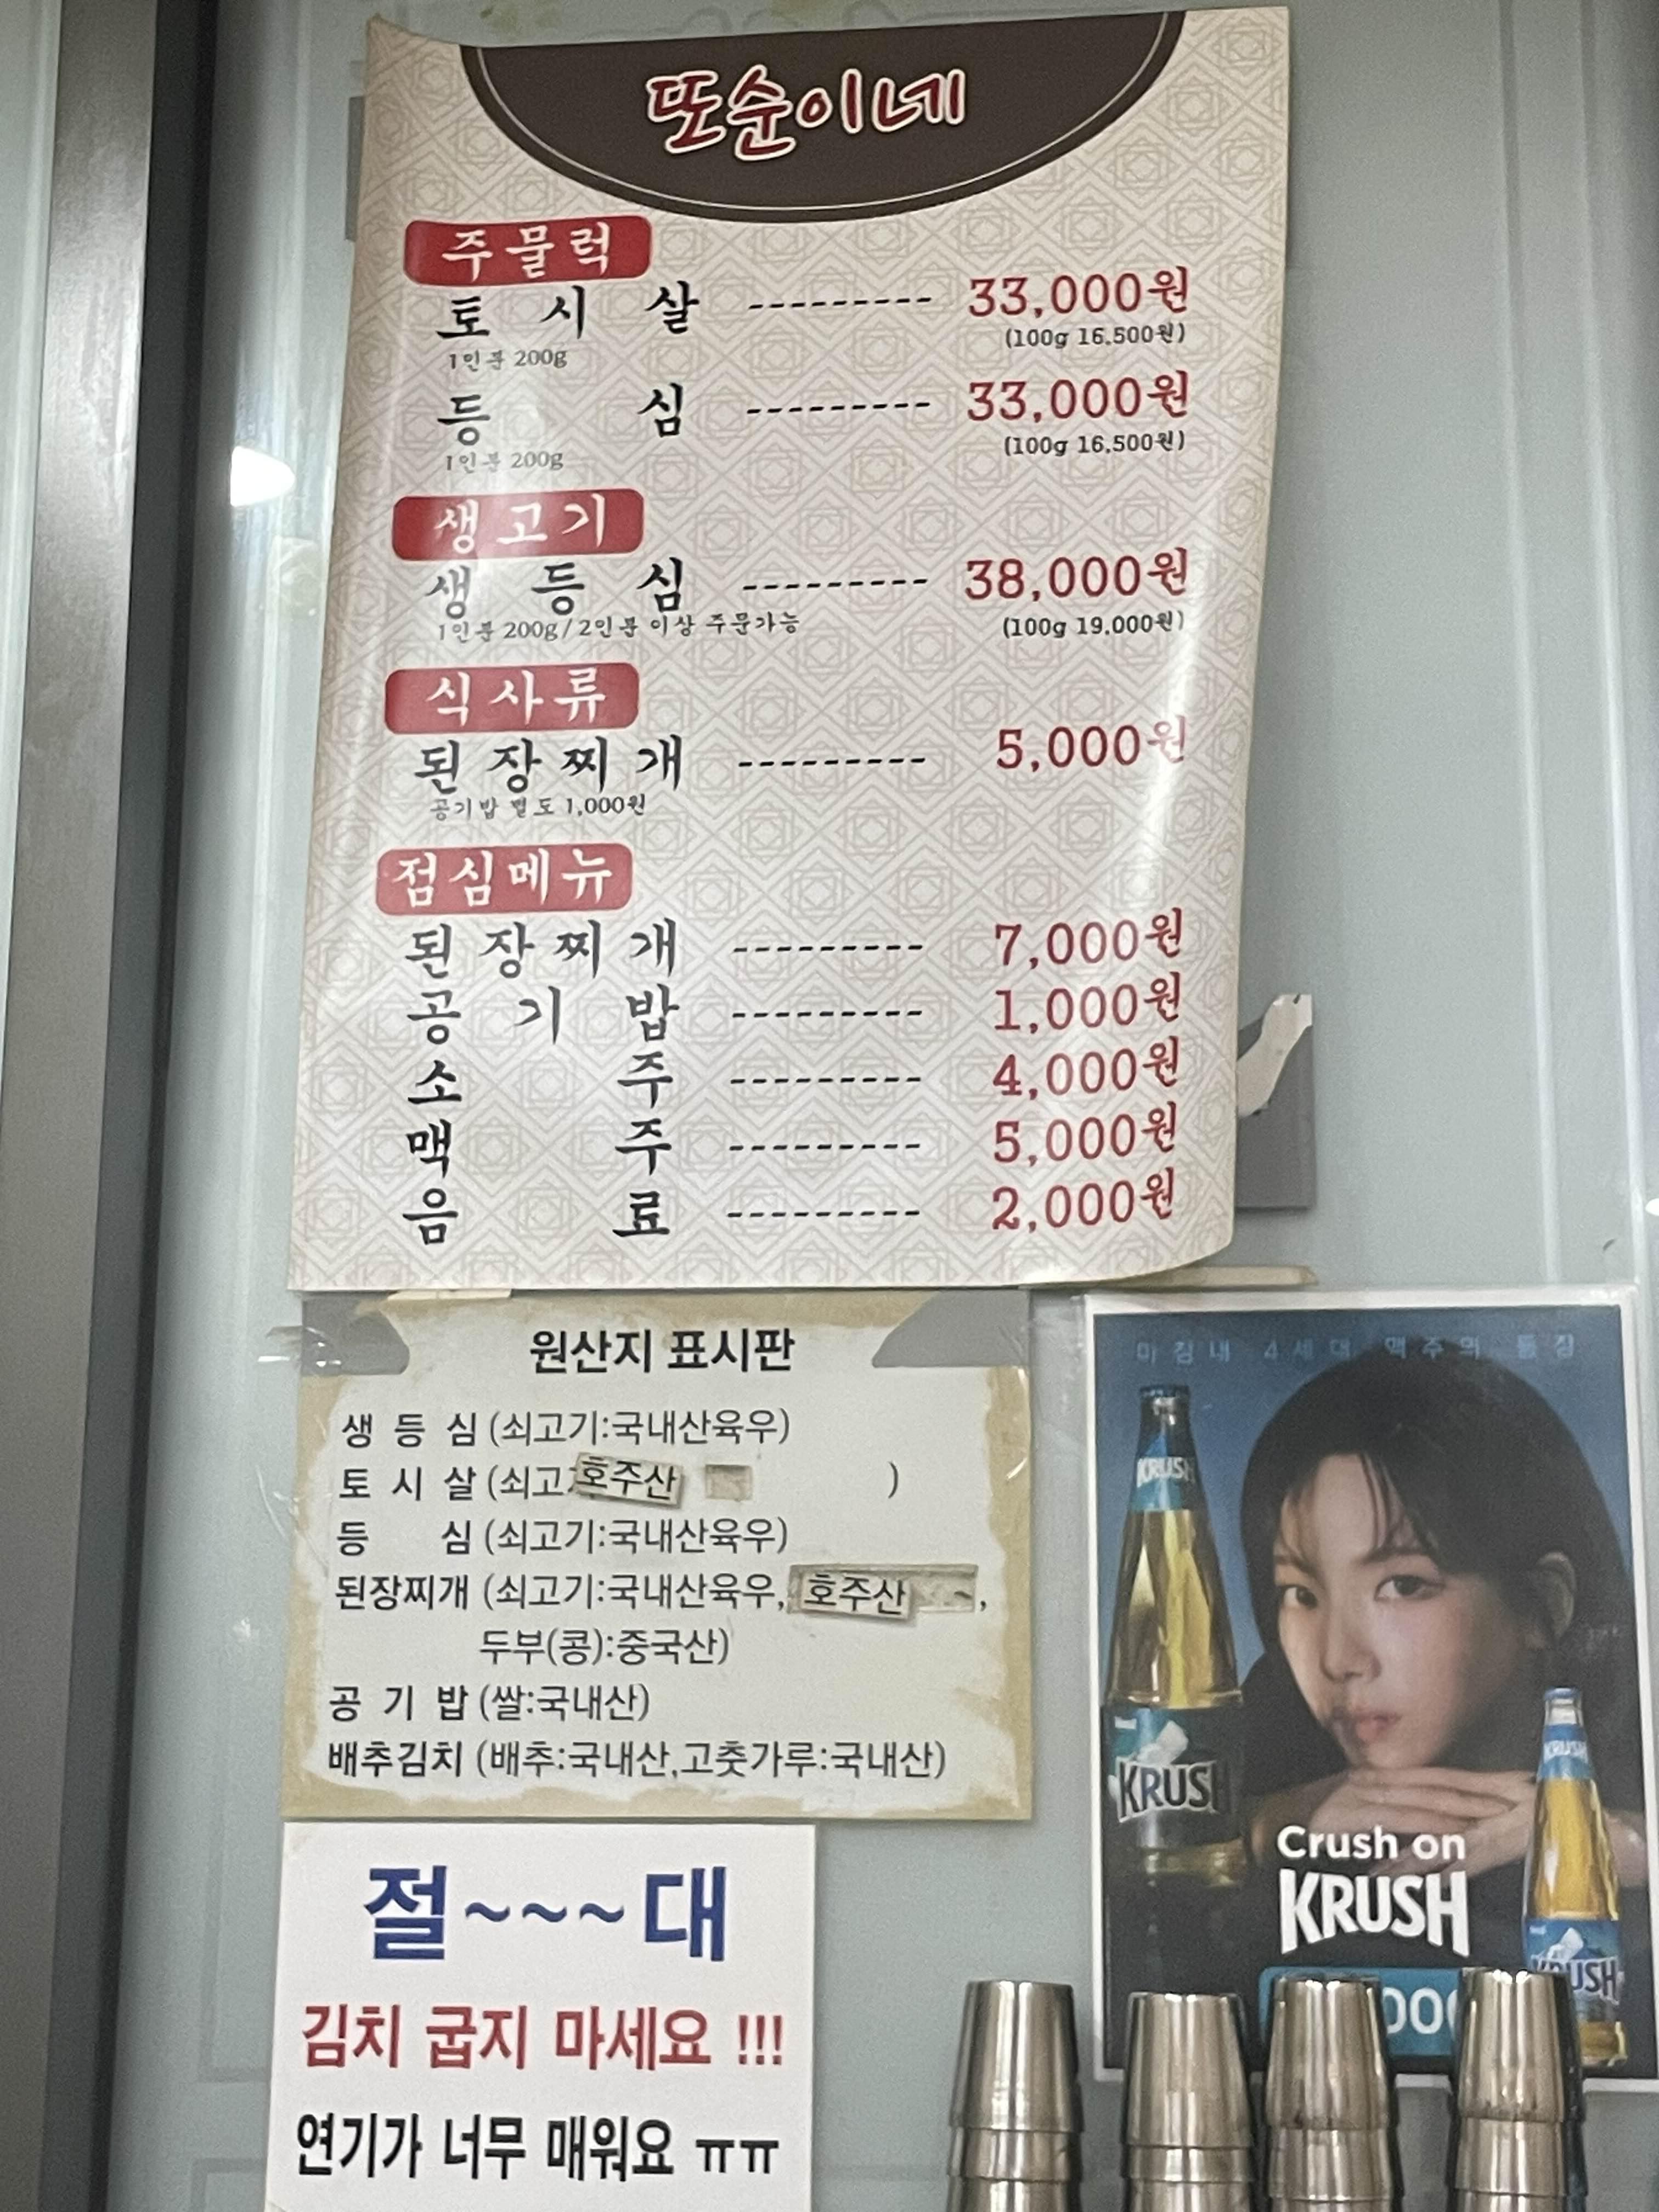 또순이네
주물럭
토시살 --------- 33,000원
1인분 200g (100g 16,500원)
등심 --------- 33,000원
1인분 200g (100g 16,500원)
생고기
생등심 --------- 38,000원
1인분 200g/2인분 이상 주문가능 (100g 19,000원)
식사류
된장찌개 --------- 5,000원
공기밥 별도 1,000원
점심메뉴
된장찌개 --------- 7,000원
공기밥 --------- 1,000원
소주 --------- 4,000원
맥주 --------- 5,000원
음료 --------- 2,000원
원산지 표시판
생등심 (쇠고기:국내산육우)
토시살 (쇠고 호주산 )
등심 (쇠고기:국내산육우)
된장찌개 (쇠고기:국내산육우, 호주산 ,
두부(콩):중국산)
공기밥 (쌀:국내산)
배추김치 (배추:국내산,고춧가루:국내산)
절~~~대
김치 굽지 마세요 !!!
연기가 너무 매워요 ㅠㅠ
마침내 4세대 맥주의 등장
KRUSH
KRUSH
KRUSH
Crush on
KRUSH
KRUSH